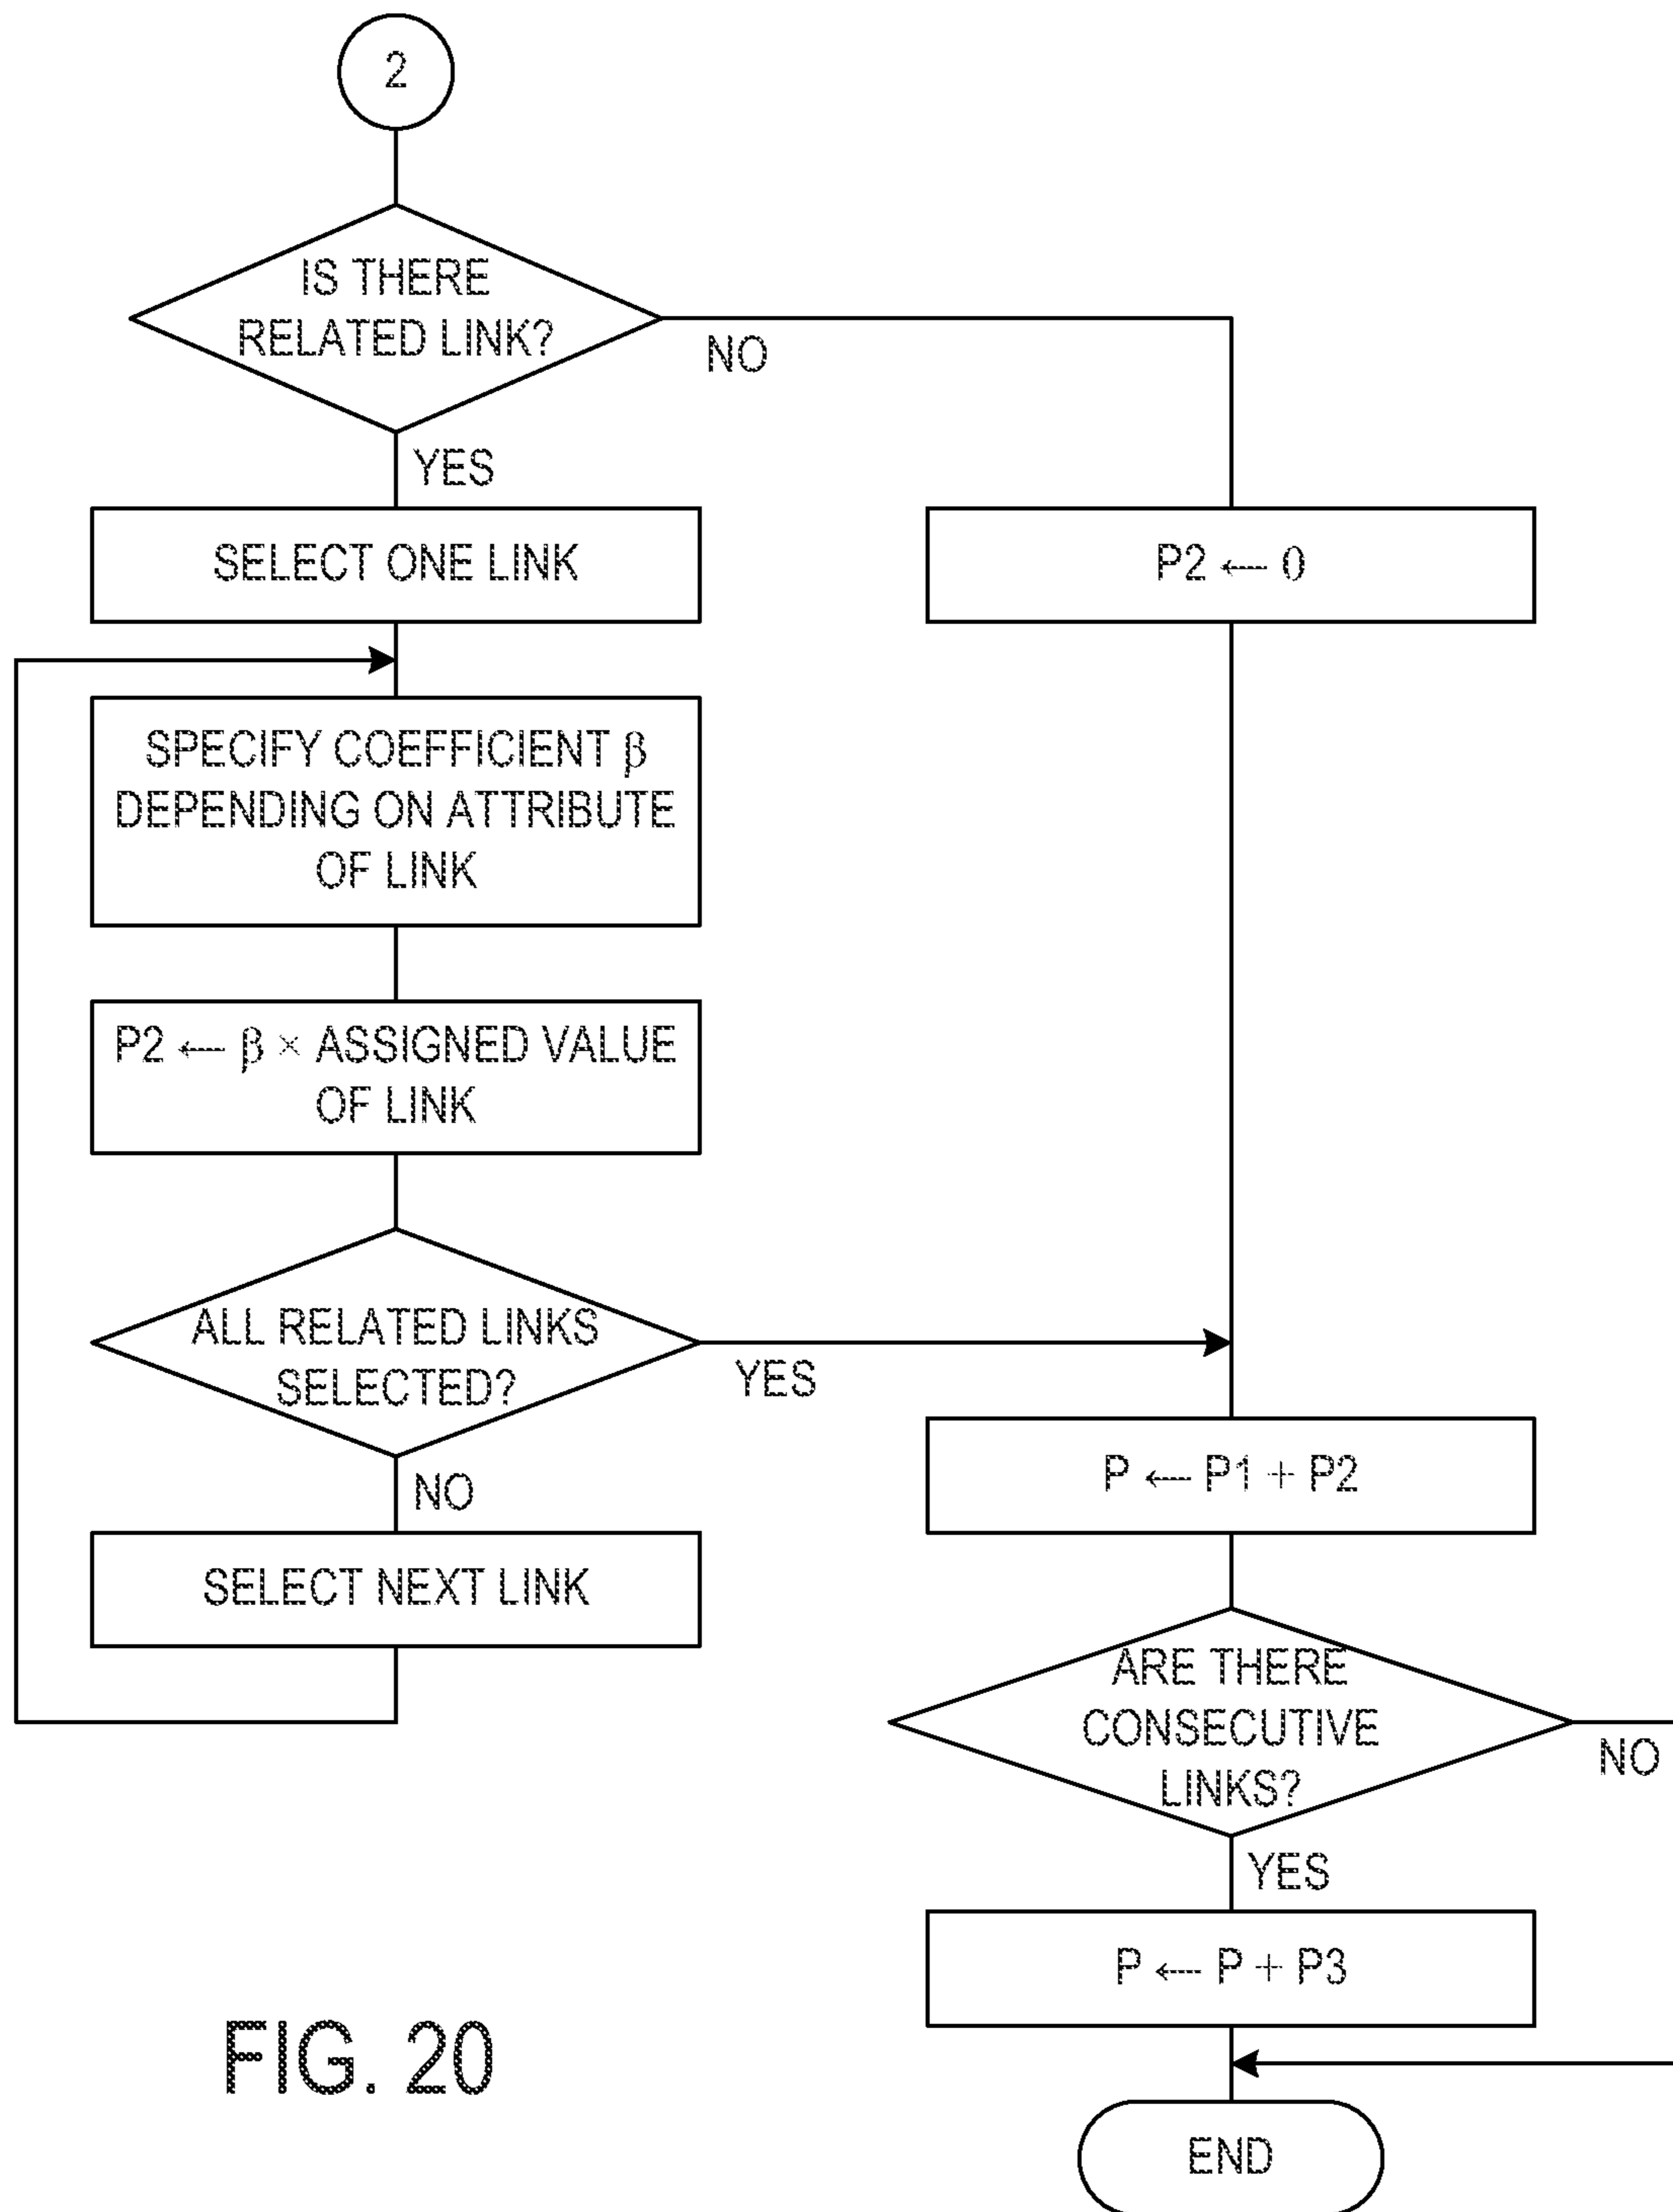 2
IS THERE
RELATED LINK?
NO
YES
SELECT ONE LINK
P2 ← 0
SPECIFY COEFFICIENT β
DEPENDING ON ATTRIBUTE
OF LINK
P2 ← β × ASSIGNED VALUE
OF LINK
ALL RELATED LINKS
SELECTED?
YES
NO
SELECT NEXT LINK
P ← P1 + P2
ARE THERE
CONSECUTIVE
LINKS?
NO
YES
P ← P + P3
END
FIG. 20